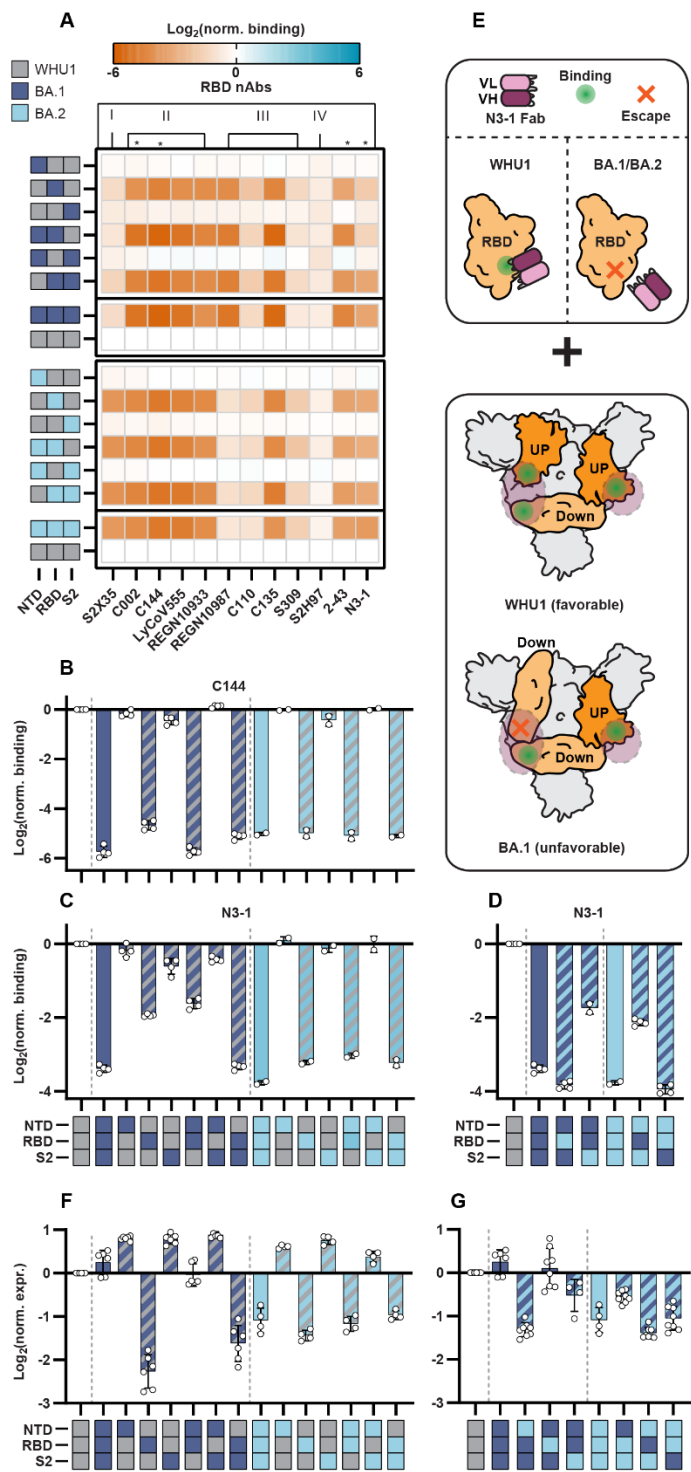 A
Log2(norm. binding)
-6 0 6
RBD nAbs
WHU1
BA.1
BA.2
I II III IV
* * * *
NTD
RBD
S2
S2X35
C002
C144
LyCoV555
REGN10933
REGN10987
C110
C135
S309
S2H97
2-43
N3-1
B
C144
Log2(norm. binding)
0
-2
-4
-6
C
N3-1
Log2(norm. binding)
0
-2
-4
NTD
RBD
S2
D
N3-1
0
-2
-4
E
VL
VH
N3-1 Fab
Binding
Escape
WHU1
BA.1/BA.2
RBD
RBD
+
UP
UP
Down
WHU1 (favorable)
Down
UP
Down
BA.1 (unfavorable)
F
Log2(norm. expr.)
1
0
-1
-2
-3
NTD
RBD
S2
G
1
0
-1
-2
-3